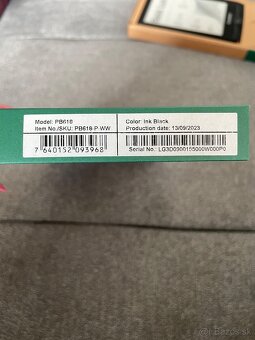 Model: PB618
Item No./SKU: PB618-P-WW
7 640152 093968
Color: Ink Black
Production date: 13/09/2023
Serial No.:
bazos.sk